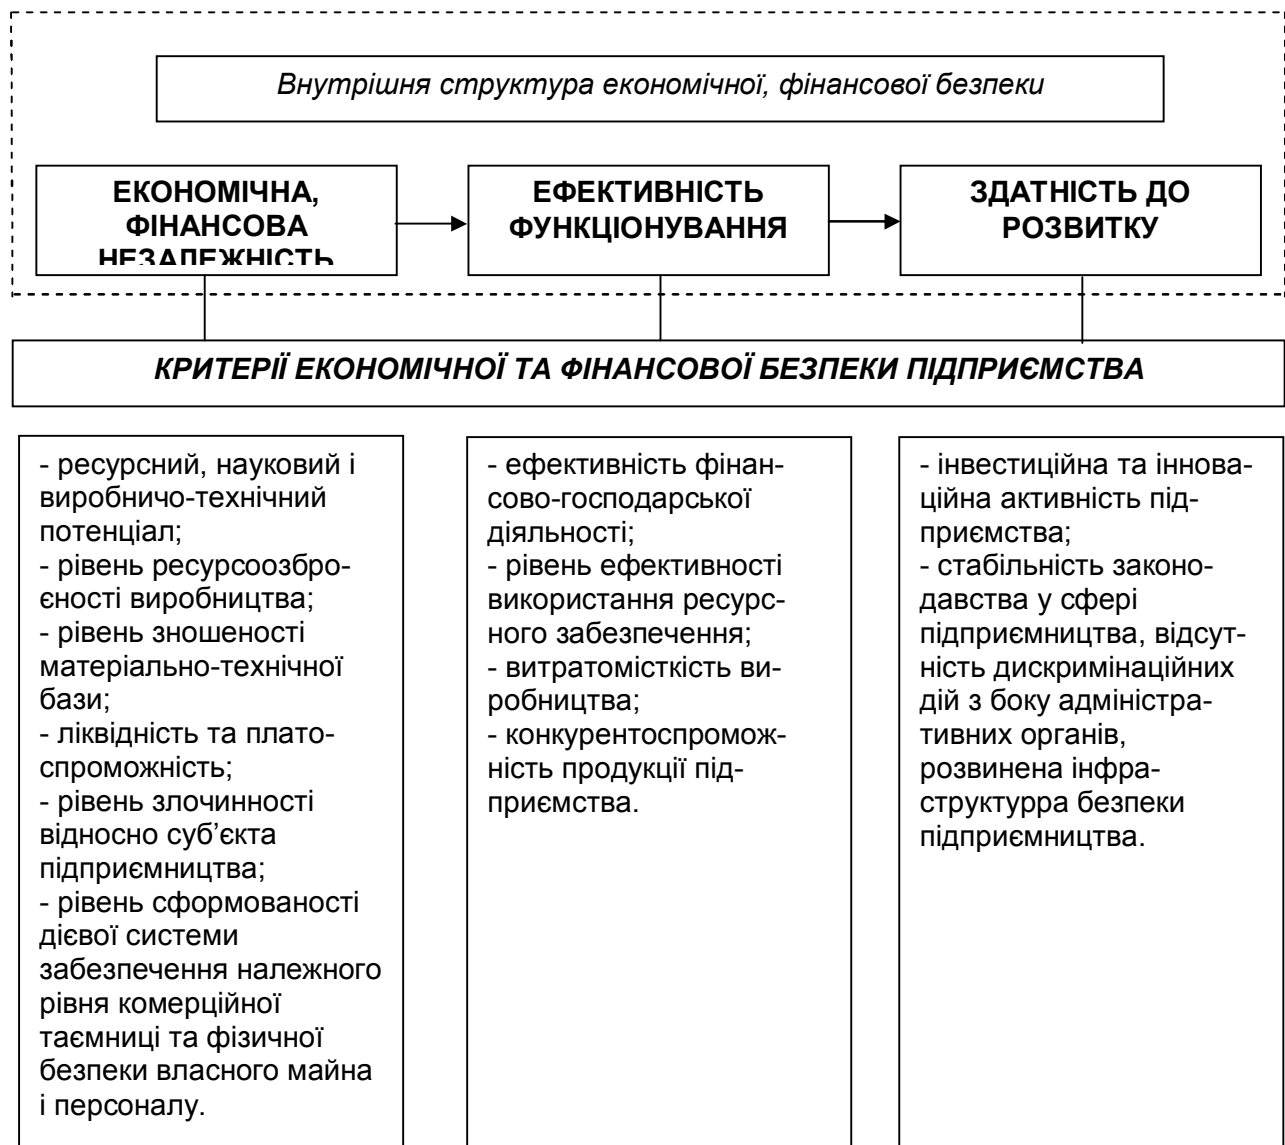 Внутрішня структура економічної, фінансової безпеки
ЕКОНОМІЧНА,
ФІНАНСОВА
НЕЗАЛЕЖНІСТЬ
ЕФЕКТИВНІСТЬ
ФУНКЦІОНУВАННЯ
ЗДАТНІСТЬ ДО
РОЗВИТКУ
КРИТЕРІЇ ЕКОНОМІЧНОЇ ТА ФІНАНСОВОЇ БЕЗПЕКИ ПІДПРИЄМСТВА
- ресурсний, науковий і
виробничо-технічний
потенціал;
- рівень ресурсоозбро-
єності виробництва;
- рівень зношеності
матеріально-технічної
бази;
- ліквідність та плато-
спроможність;
- рівень злочинності
відносно суб’єкта
підприємництва;
- рівень сформованості
дієвої системи
забезпечення належного
рівня комерційної
таємниці та фізичної
безпеки власного майна
і персоналу.
- ефективність фінан-
сово-господарської
діяльності;
- рівень ефективності
використання ресурс-
ного забезпечення;
- витратомісткість ви-
робництва;
- конкурентоспромож-
ність продукції під-
приємства.
- інвестиційна та іннова-
ційна активність під-
приємства;
- стабільність законо-
давства у сфері
підприємництва, відсут-
ність дискримінаційних
дій з боку адміністра-
тивних органів,
розвинена інфра-
структурра безпеки
підприємництва.